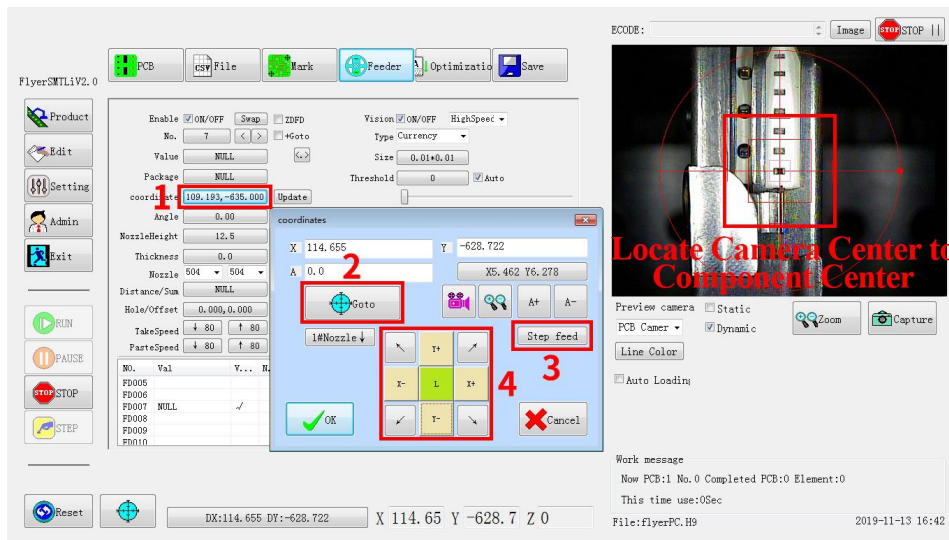 ECODE:
Image
STOP
STOP ||
FlyerSMTLiV2.0
PCB
CSV
File
Mark
Feeder
Optimizatio
Save
Product
Edit
Setting
Admin
Exit
RUN
PAUSE
STOP
STOP
STEP
Reset
Enable ON/OFF Swap ZDFD
No. 7 < > +Goto
Value NULL <.>
Package NULL
1
coordinate 109.193,-635.000 Update
Angle 0.00
NozzleHeight 12.5
Thickness 0.0
Nozzle 504 504
Distance/Sum NULL
Hole/Offset 0.000,0.000
TakeSpeed ↓ 80 ↑ 80
PasteSpeed ↓ 80 ↑ 80
Vision ON/OFF HighSpeed
Type Currency
Size 0.01*0.01
Threshold 0 Auto
NO. Val V... N.
FD005
FD006
FD007 NULL √
FD008
FD009
FD010
coordinates
X 114.655 Y -628.722
A 0.0 X5.462 Y6.278
2
Goto A+ A-
1#Nozzle↓ Step feed
3
↖ Y+ ↗
X- L X+
4
↙ Y- ↘
OK
Cancel
Locate Camera Center to
Component Center
Preview camera Static
PCB Camer Dynamic
Zoom
Capture
Line Color
Auto Loading
Work message
Now PCB:1 No.0 Completed PCB:0 Element:0
This time use:0Sec
DX:114.655 DY:-628.722 X 114.65 Y -628.7 Z 0
File:flyerPC.H9 2019-11-13 16:42